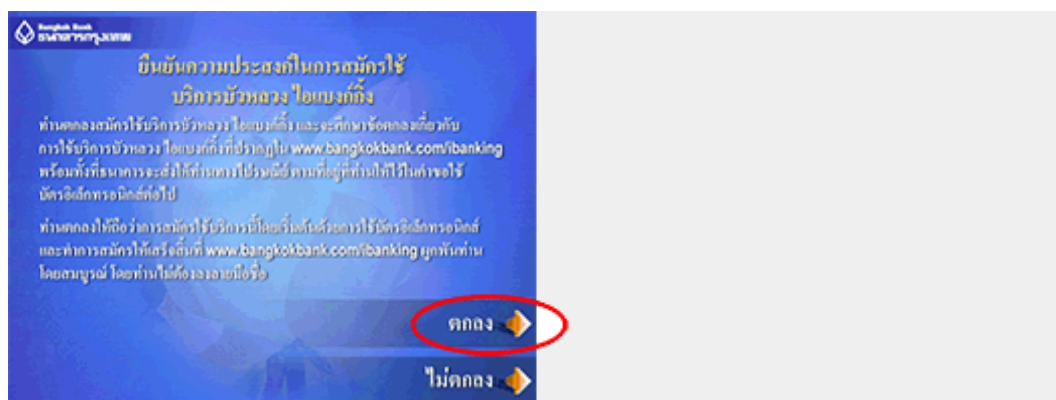 Bangkok Bank
ธนาคารกรุงเทพ
ยืนยันความประสงค์ในการสมัครใช้
บริการบัวหลวง ไอแบงก์กิ้ง
ท่านตกลงสมัครใช้บริการบัวหลวง ไอแบงก์กิ้ง และจะศึกษาข้อตกลงเกี่ยวกับ
การใช้บริการบัวหลวง ไอแบงก์กิ้งที่ปรากฏใน www.bangkokbank.com/ibanking
พร้อมทั้งที่ธนาคารจะส่งให้ท่านทางไปรษณีย์ ตามที่อยู่ที่ท่านให้ไว้ในคำขอใช้
บัตรอิเล็กทรอนิกส์ต่อไป
ท่านตกลงให้ถือว่าการสมัครใช้บริการนี้โดยเริ่มต้นด้วยการใช้บัตรอิเล็กทรอนิกส์
และทำการสมัครให้เสร็จสิ้นที่ www.bangkokbank.com/ibanking ผูกพันท่าน
โดยสมบูรณ์ โดยท่านไม่ต้องลงลายมือชื่อ
ตกลง
ไม่ตกลง